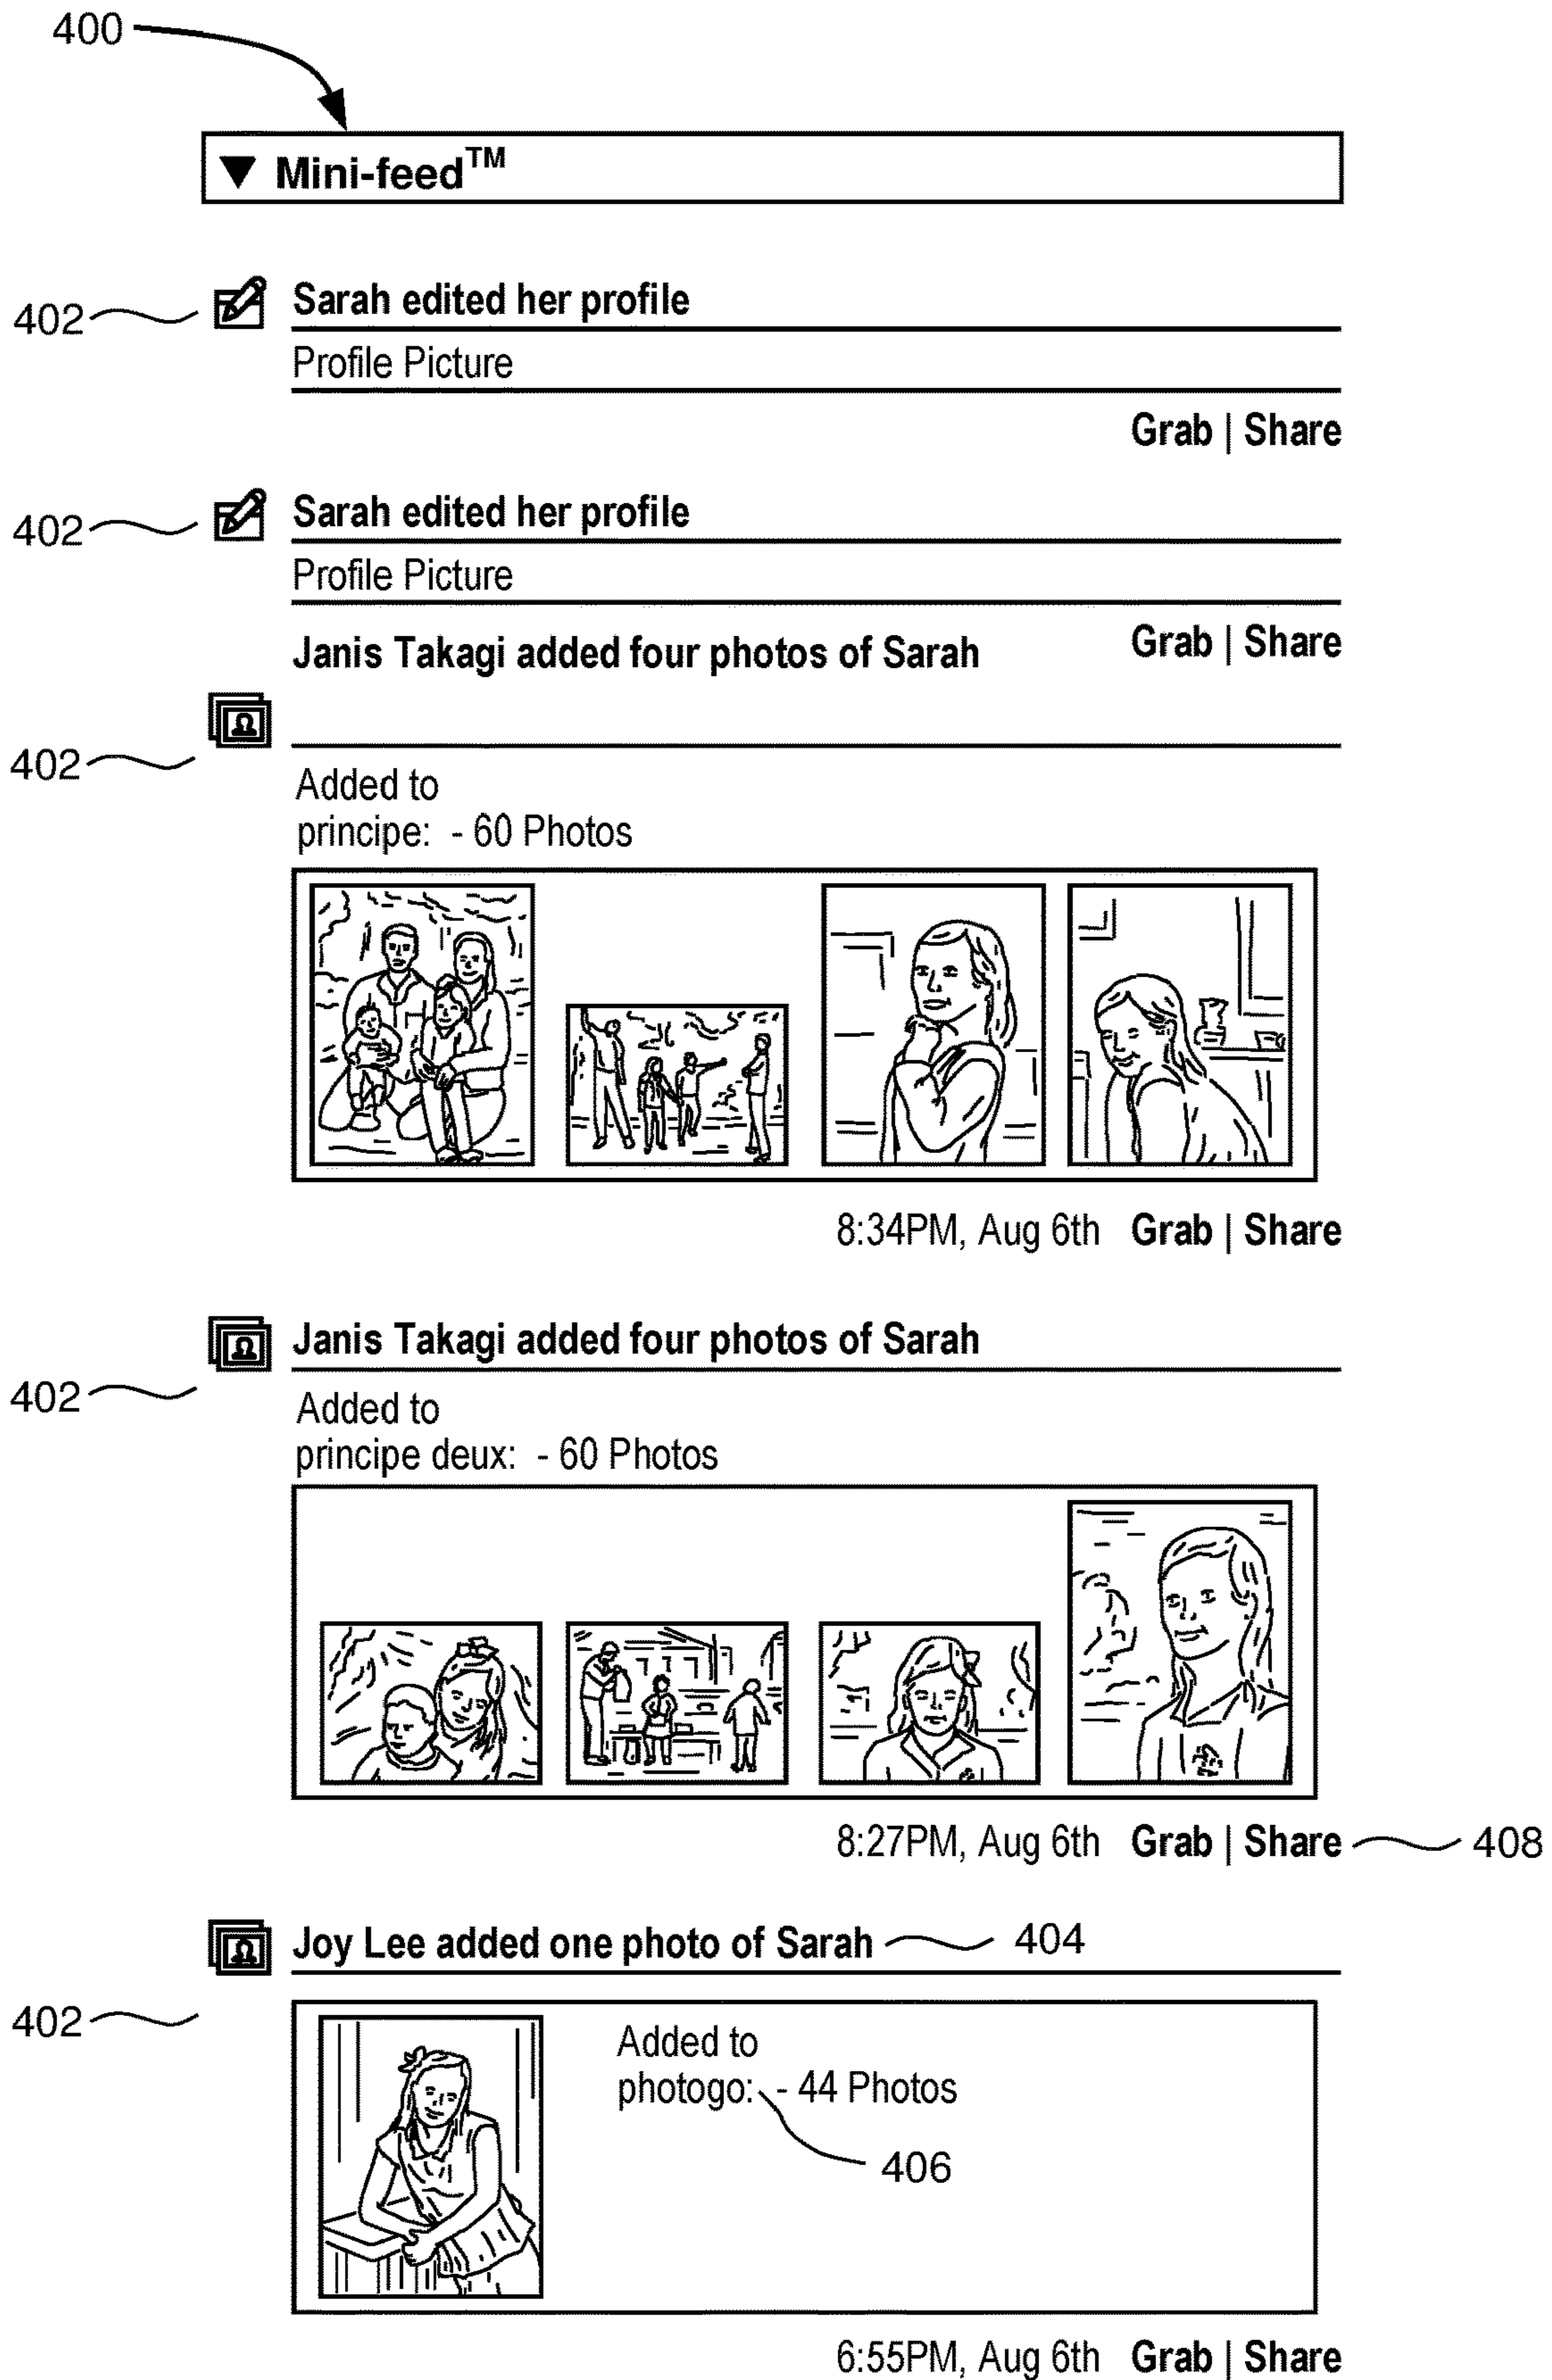 400
▼ Mini-feed™
402
Sarah edited her profile
Profile Picture
Grab | Share
402
Sarah edited her profile
Profile Picture
Grab | Share
Janis Takagi added four photos of Sarah
402
Added to
principe: - 60 Photos
8:34PM, Aug 6th Grab | Share
Janis Takagi added four photos of Sarah
402
Added to
principe deux: - 60 Photos
8:27PM, Aug 6th Grab | Share 408
Joy Lee added one photo of Sarah 404
402
Added to
photogo: - 44 Photos
406
6:55PM, Aug 6th Grab | Share